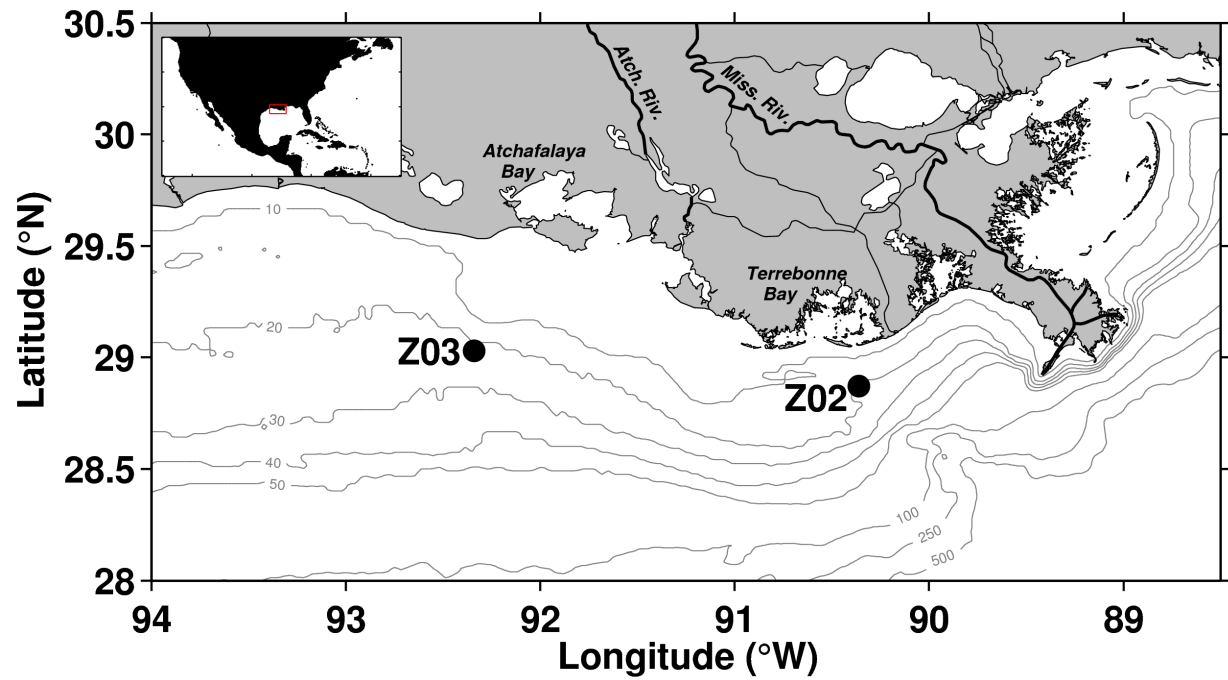 30.5
30
29.5
29
28.5
28
Latitude (°N)
Atch. Riv.
Miss. Riv.
Atchafalaya
Bay
10
Terrebonne
Bay
20
Z03
Z02
30
40
50
100
250
500
94
93
92
91
90
89
Longitude (°W)